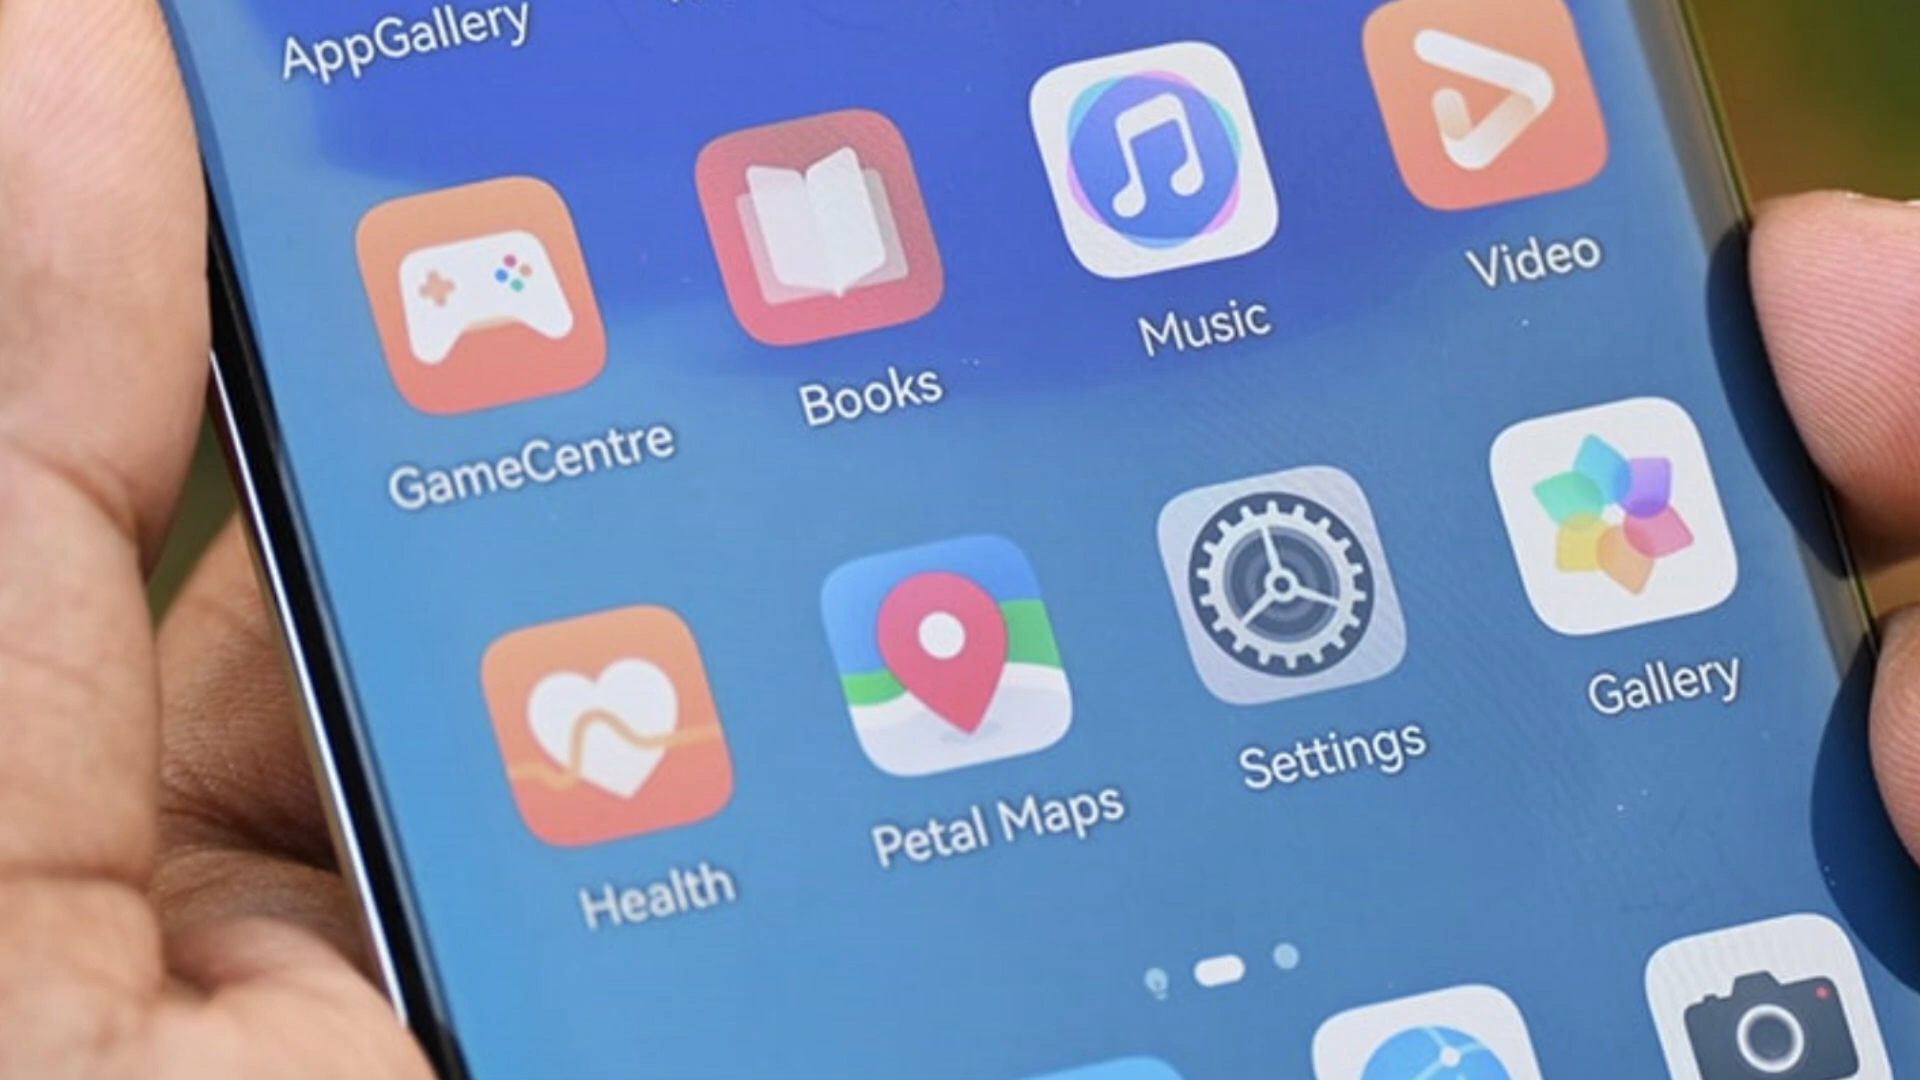 AppGallery
GameCentre
Books
Music
Video
Health
Petal Maps
Settings
Gallery